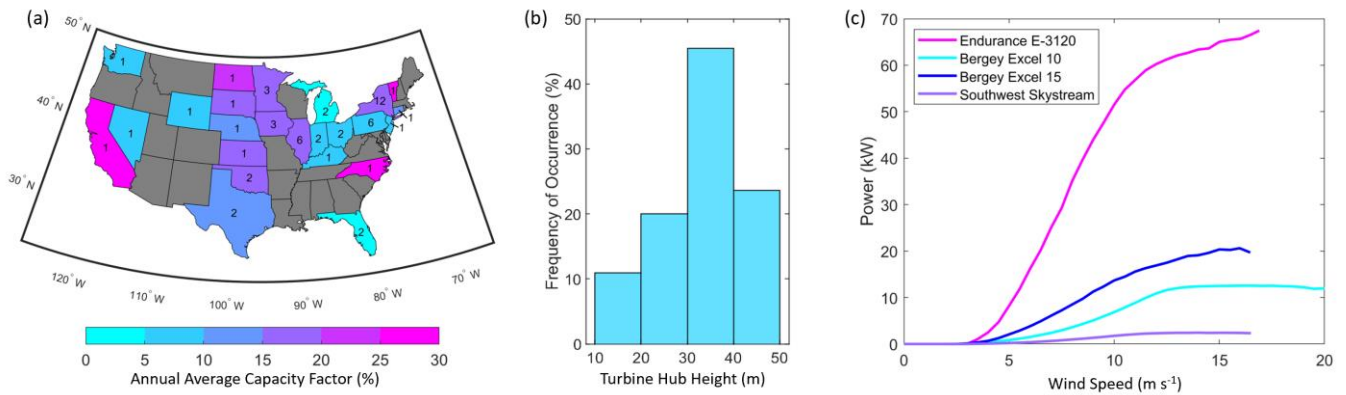 (a)
50° N
40° N
30° N
120° W
110° W
100° W
90° W
80° W
70° W
1
1
1
1
1
1
1
1
2
2
3
3
6
2
2
2
1
6
12
1
1
1
1
2
0 5 10 15 20 25 30
Annual Average Capacity Factor (%)
(b)
Frequency of Occurrence (%)
50
40
30
20
10
0
10 20 30 40 50
Turbine Hub Height (m)
(c)
Power (kW)
70
60
50
40
30
20
10
0
Endurance E-3120
Bergey Excel 10
Bergey Excel 15
Southwest Skystream
0 5 10 15 20
Wind Speed (m s⁻¹)